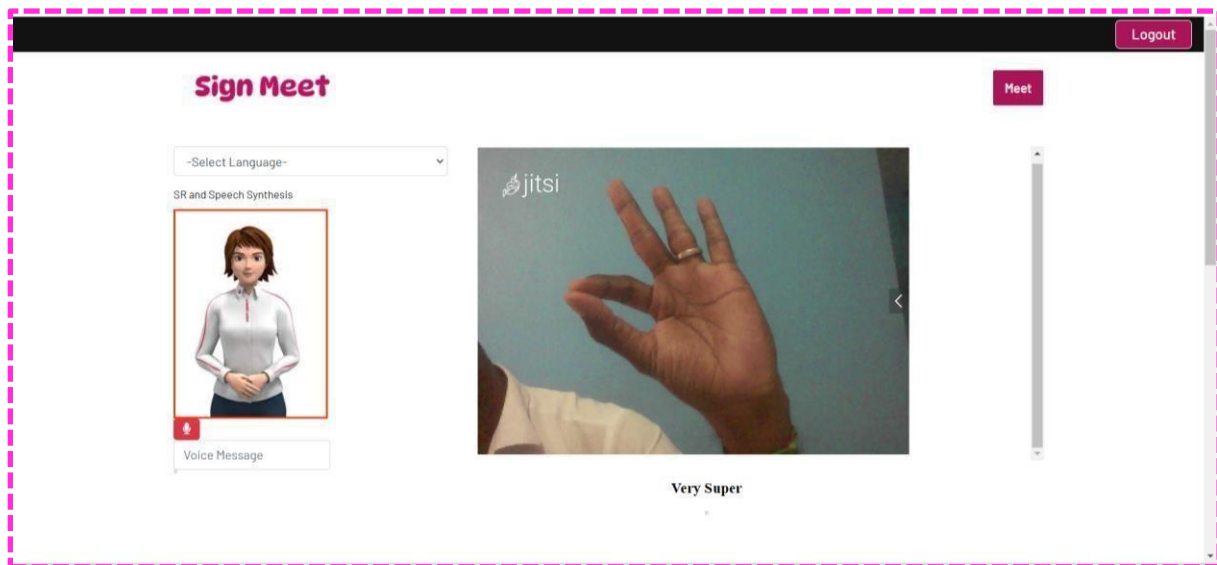 Logout
Sign Meet
Meet
-Select Language-
SR and Speech Synthesis
jitsi
Voice Message
Very Super